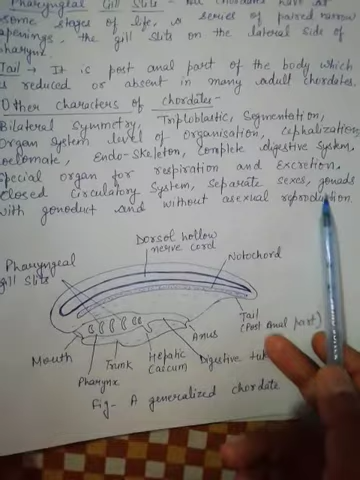 Pharyngeal Gill Slits - All chordates have at
some stages of life, a series of paired narrow
openings, the gill slits on the lateral side of
pharynx.
Tail → It is post anal part of the body which
is reduced or absent in many adult chordates.
Other characters of chordates-
Bilateral Symmetry, Triploblastic, Segmentation,
Organ system level of organisation, cephalization,
coelomate, Endo-Skeleton, complete digestive system.
Special organ for respiration and Excretion.
Closed Circulatory System, Separate sexes, gonads
with gonoduct and without asexual reproduction.
Dorsol hollow
nerve cord
Notochord
Pharyngeal
gill slits
Tail
(Post anal part)
Anus
Mouth
Trunk
Hepatic
Caecum
Digestive
Pharynx
Fig- A generalized chordate